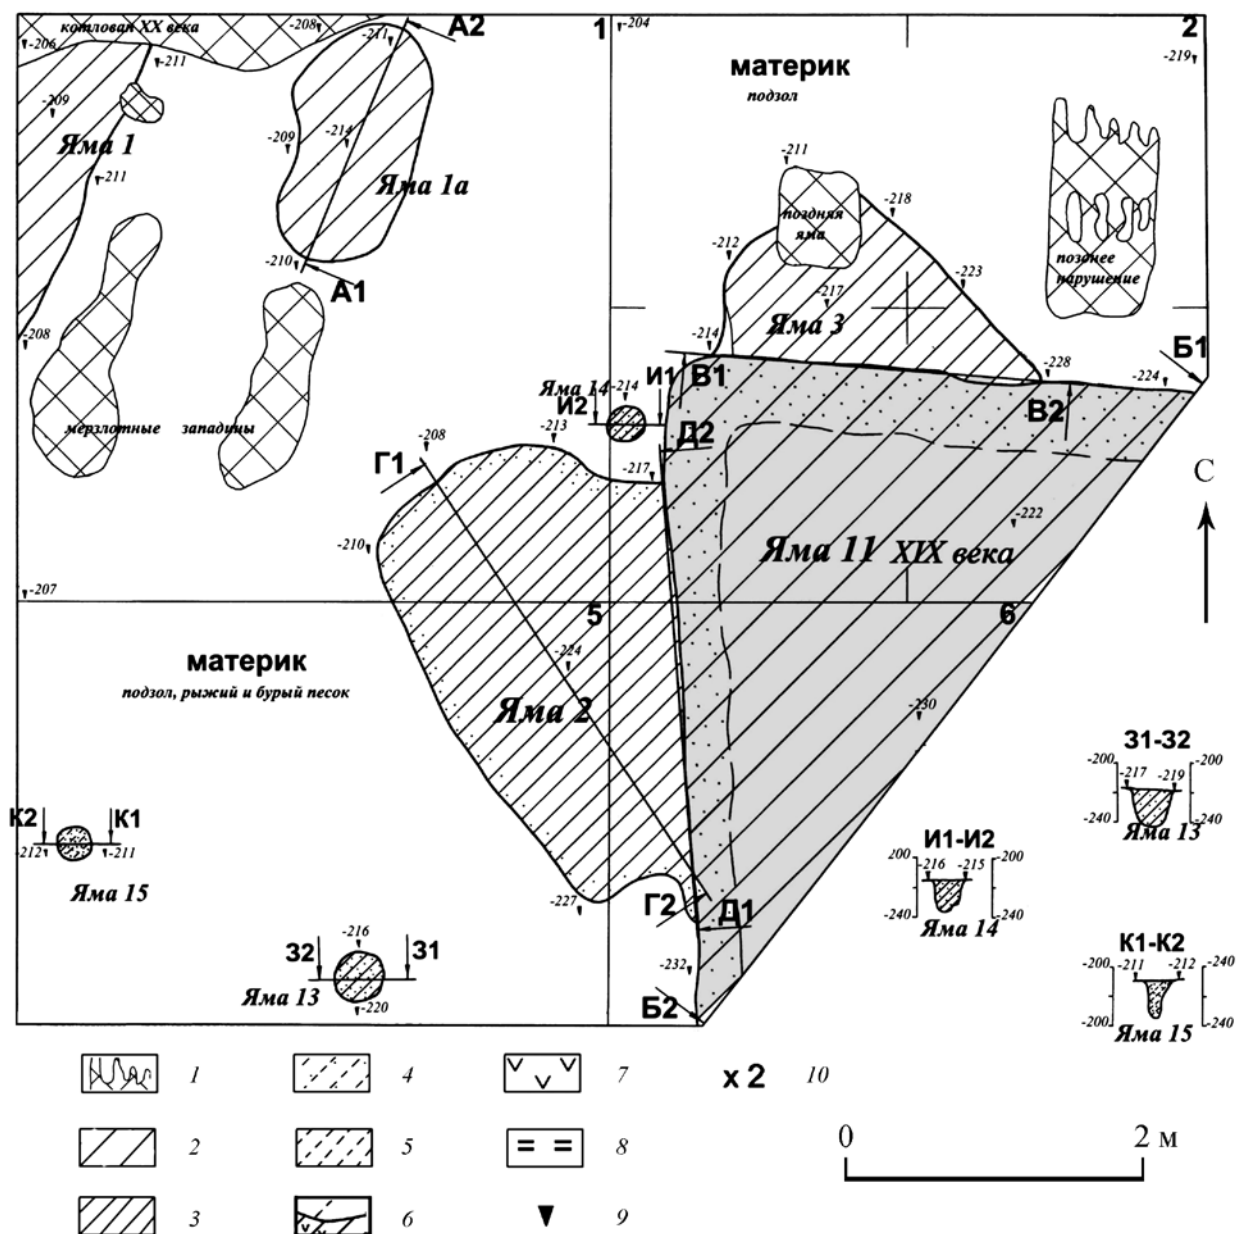 котлован XX века
-208
-211
А2
1
-204
2
-206
-211
-219
материк
подзол
-209
Яма 1
-209
-214
-211
Яма 1а
-211
-218
поздняя
яма
-212
-210
А1
-223
-217
позднее
нарушение
Яма 3
-208
-214
Б1
-228
-224
Яма 14
-214
И1
В1
И2
В2
мерзлотные западины
-208
-213
Д2
Г1
-217
С
-222
-210
Яма 11 XIX века
-207
5
6
материк
подзол, рыжий и бурый песок
-224
Яма 2
-230
З1-З2
-200
-217
-219
-200
-240
-240
Яма 13
К2
К1
-212
-211
Яма 15
И1-И2
200
-216
-215
-200
-240
-240
Яма 14
-227
Г2
Д1
-216
З2
З1
Яма 13
-220
-232
Б2
К1-К2
-200
-211
-212
-240
-200
-240
Яма 15
1
4
7
х 2
10
2
5
8
0
2 м
3
6
9